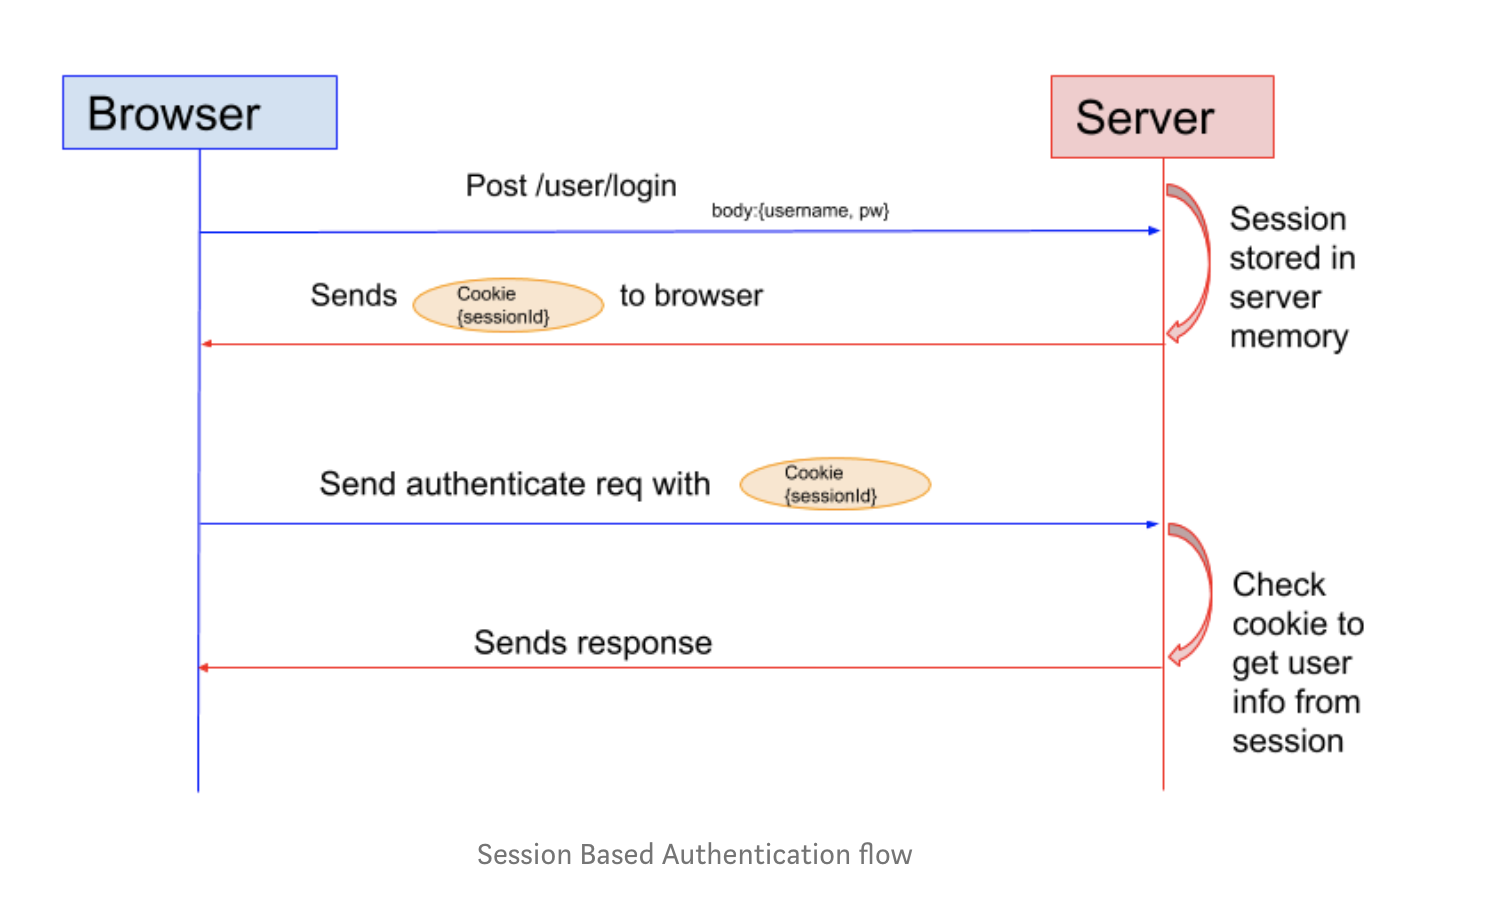 Browser
Server
Post /user/login
body:{username, pw}
Session
stored in
server
memory
Sends
Cookie
{sessionId}
to browser
Send authenticate req with
Cookie
{sessionId}
Check
cookie to
get user
info from
session
Sends response
Session Based Authentication flow